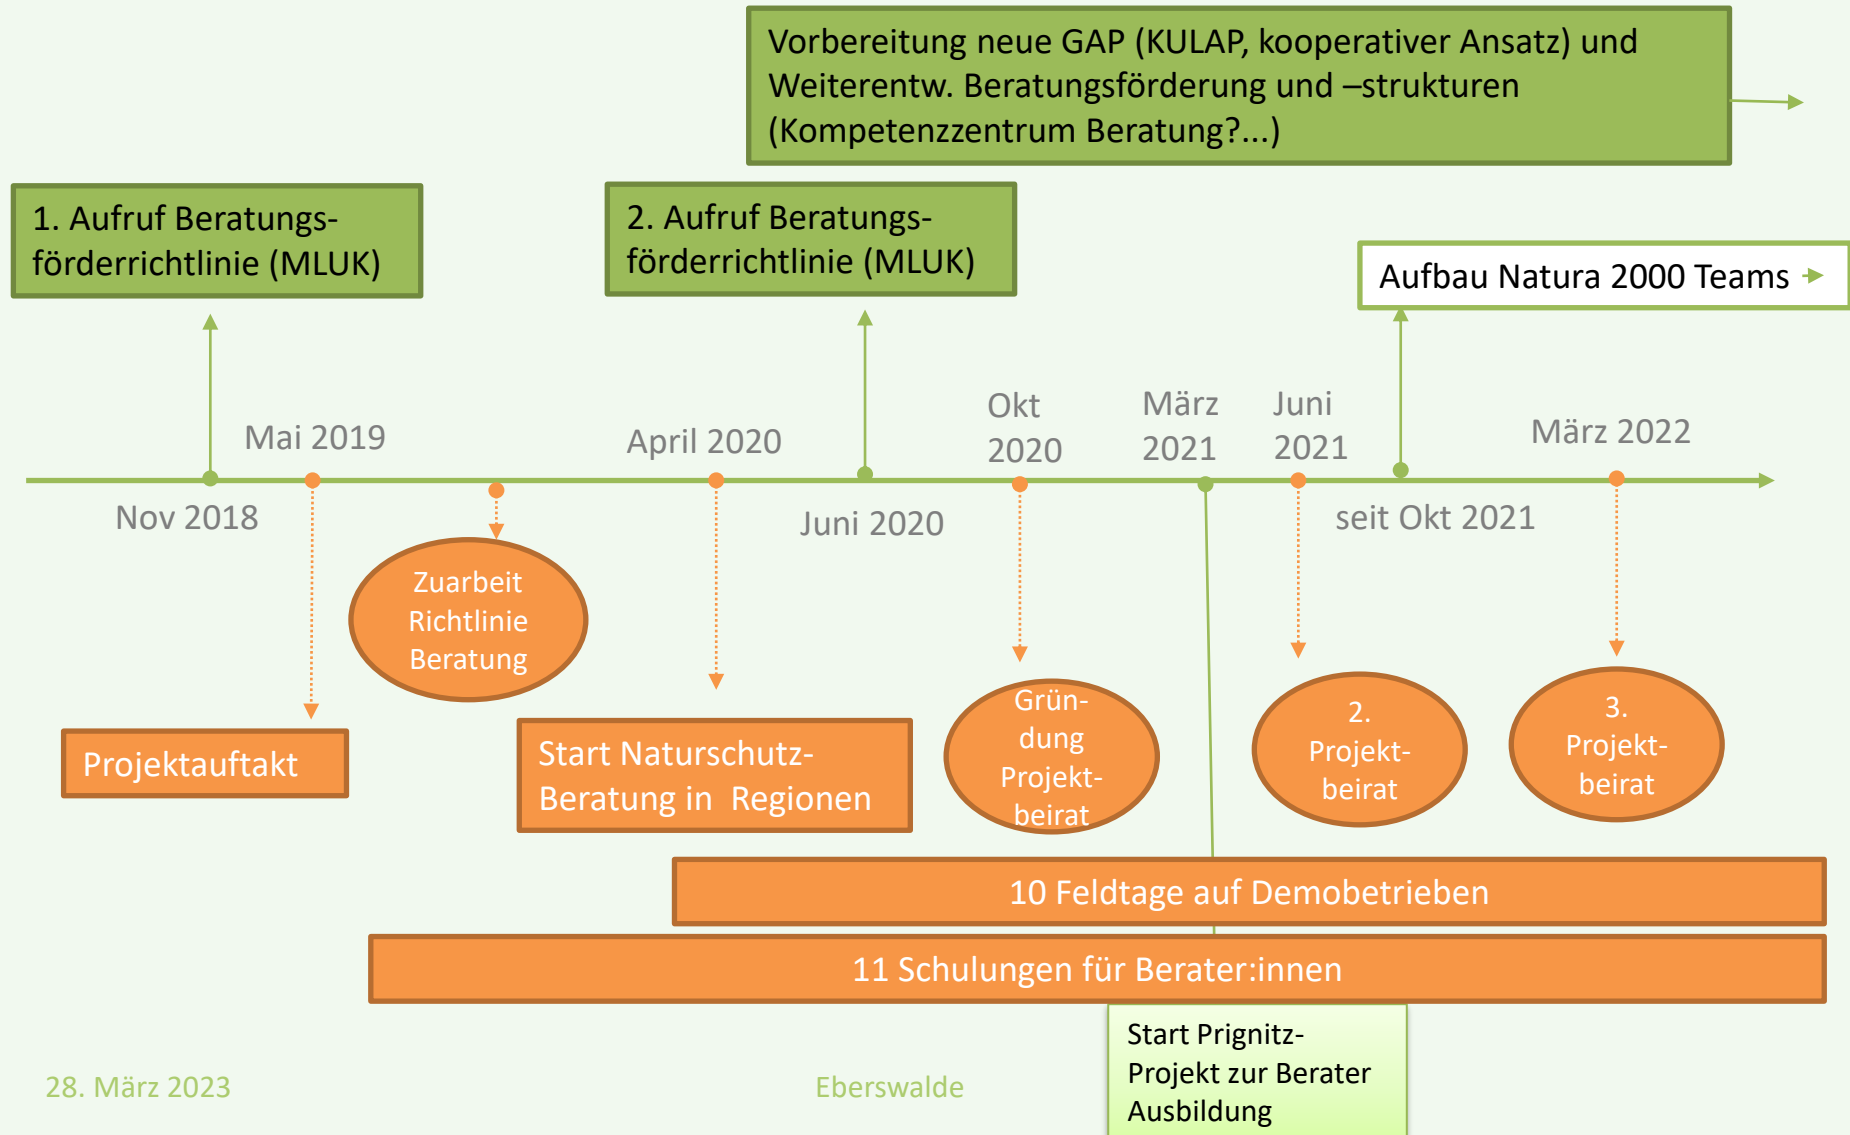 Vorbereitung neue GAP (KULAP, kooperativer Ansatz) und
Weiterentw. Beratungsförderung und –strukturen
(Kompetenzzentrum Beratung?...)
1. Aufruf Beratungs-
förderrichtlinie (MLUK)
2. Aufruf Beratungs-
förderrichtlinie (MLUK)
Aufbau Natura 2000 Teams
Mai 2019
April 2020
Okt
2020
März
2021
Juni
2021
März 2022
Nov 2018
Juni 2020
seit Okt 2021
Zuarbeit
Richtlinie
Beratung
Projektauftakt
Start Naturschutz-
Beratung in  Regionen
Grün-
dung
Projekt-
beirat
2.
Projekt-
beirat
3.
Projekt-
beirat
10 Feldtage auf Demobetrieben
11 Schulungen für Berater:innen
Start Prignitz-
Projekt zur Berater
Ausbildung
28. März 2023
Eberswalde